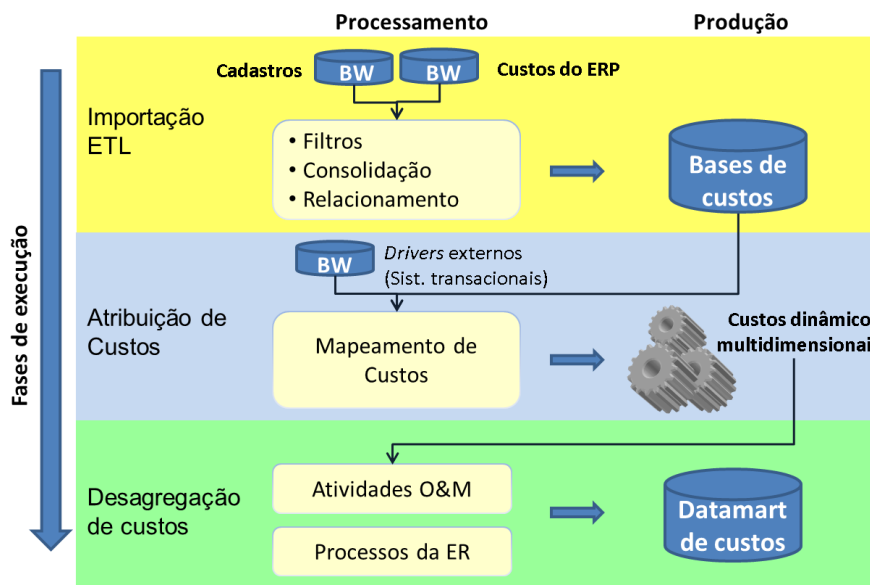 Processamento
Produção
Cadastros
BW
BW
Custos do ERP
Importação
ETL
• Filtros
• Consolidação
• Relacionamento
Bases de
custos
Fases de execução
BW
Drivers externos
(Sist. transacionais)
Atribuição de
Custos
Mapeamento de
Custos
Custos dinâmico
multidimensionai
Desagregação
de custos
Atividades O&M
Processos da ER
Datamart
de custos